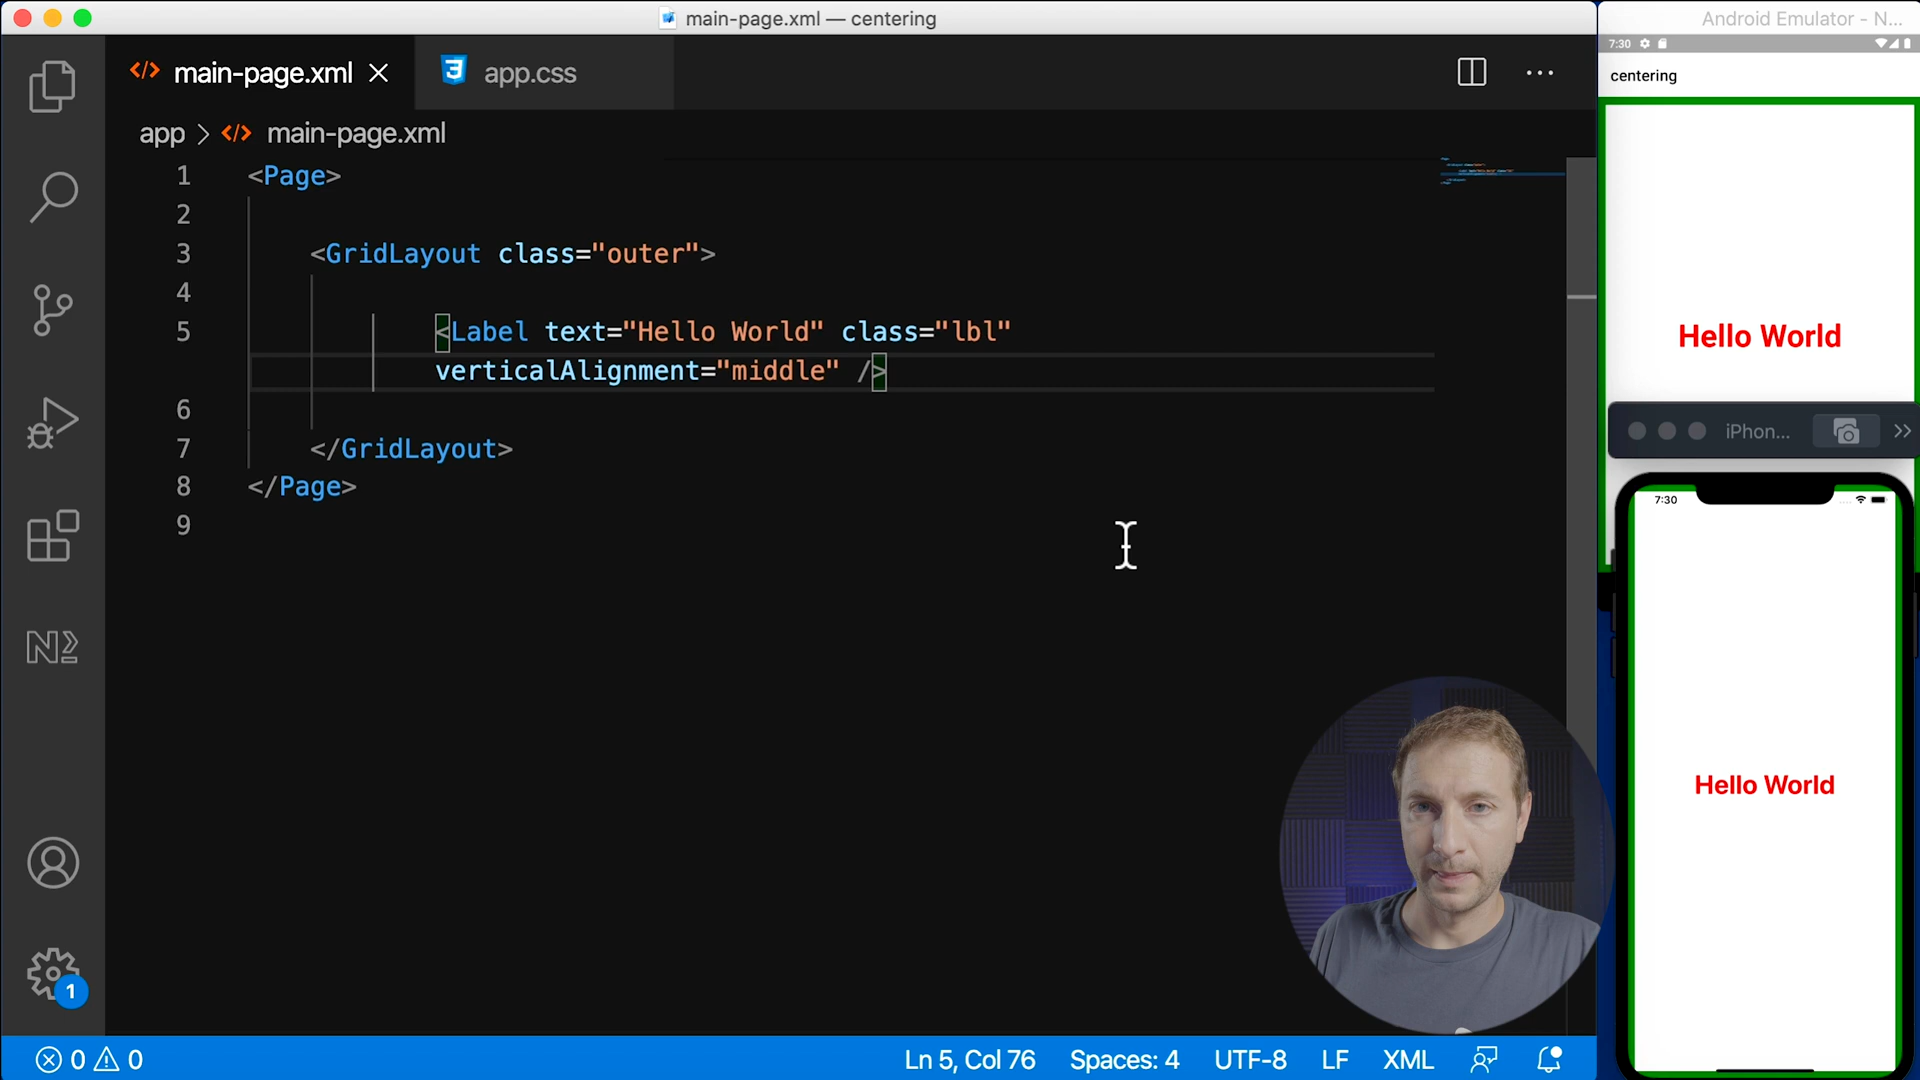 main-page.xml — centering
main-page.xml
app.css
app > main-page.xml
1 <Page>
2
3 <GridLayout class="outer">
4
5 <Label text="Hello World" class="lbl"
verticalAlignment="middle" />
6
7 </GridLayout>
8 </Page>
9
1
0 0
Ln 5, Col 76 Spaces: 4 UTF-8 LF XML
Android Emulator - N...
7:30
centering
Hello World
iPhon...
7:30
Hello World